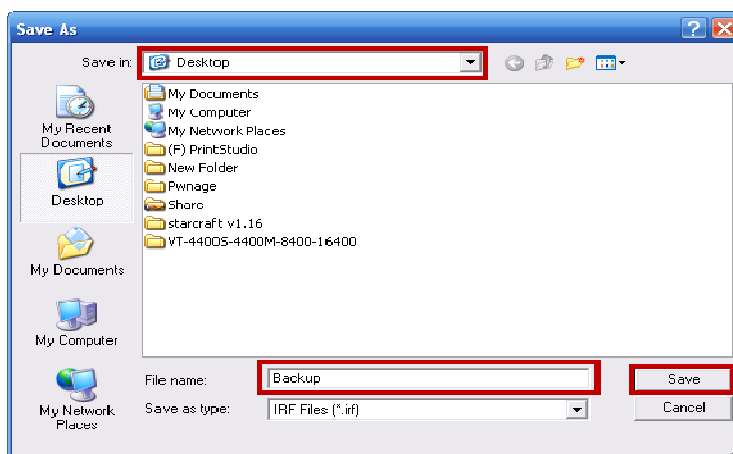 Save As
Save in:
Desktop
My Recent
Documents
Desktop
My Documents
My Computer
My Network
Places
My Documents
My Computer
My Network Places
(F) PrintStudio
New Folder
Pwnage
Share
starcraft v1.16
VT-4400S-4400M-8400-16400
File name:
Backup
Save
Save as type:
IRF Files (*.irf)
Cancel